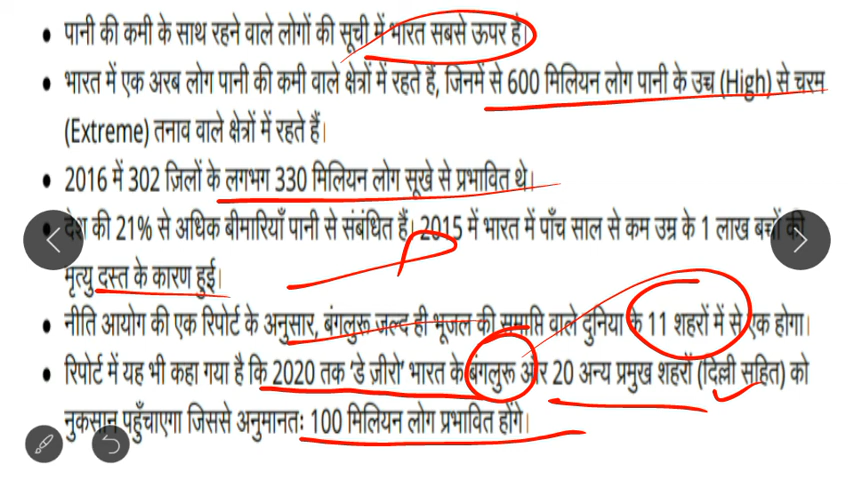 • पानी की कमी के साथ रहने वाले लोगों की सूची में भारत सबसे ऊपर है।
• भारत में एक अरब लोग पानी की कमी वाले क्षेत्रों में रहते हैं, जिनमें से 600 मिलियन लोग पानी के उच्च (High) से चरम
(Extreme) तनाव वाले क्षेत्रों में रहते हैं।
• 2016 में 302 ज़िलों के लगभग 330 मिलियन लोग सूखे से प्रभावित थे।
• देश की 21% से अधिक बीमारियाँ पानी से संबंधित हैं। 2015 में भारत में पाँच साल से कम उम्र के 1 लाख बच्चों की
मृत्यु दस्त के कारण हुई।
• नीति आयोग की एक रिपोर्ट के अनुसार, बंगलुरू जल्द ही भूजल की समाप्ति वाले दुनिया के 11 शहरों में से एक होगा।
• रिपोर्ट में यह भी कहा गया है कि 2020 तक 'डे ज़ीरो' भारत के बंगलुरू और 20 अन्य प्रमुख शहरों (दिल्ली सहित) को
नुकसान पहुँचाएगा जिससे अनुमानतः 100 मिलियन लोग प्रभावित होंगे।